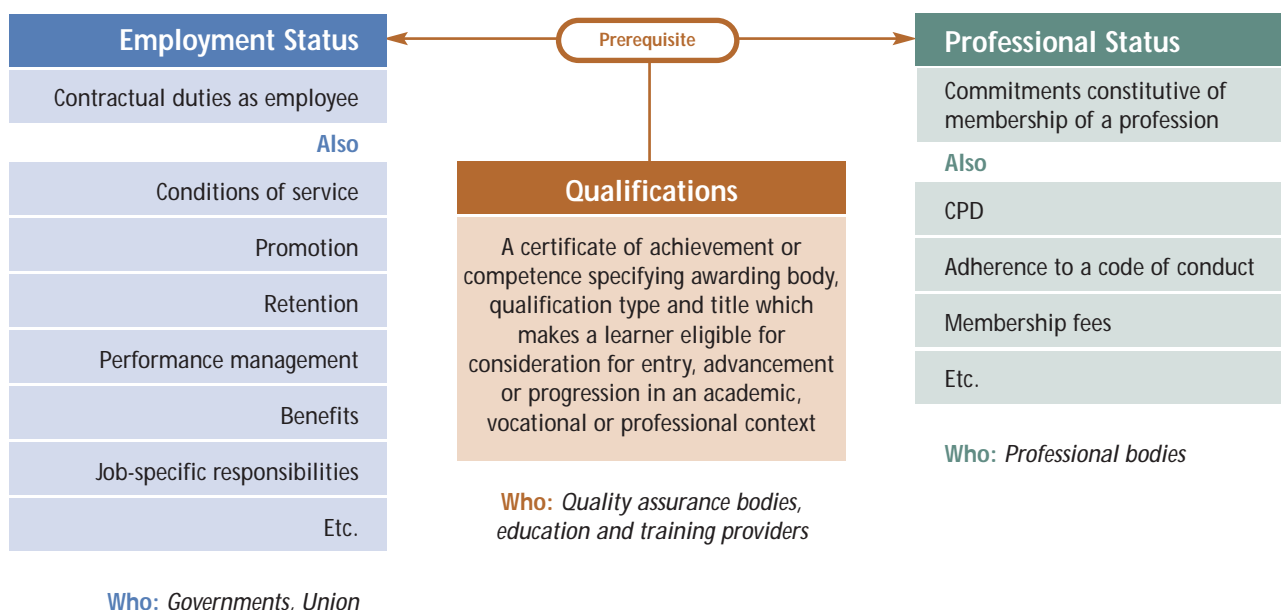 Employment Status
Contractual duties as employee
Also
Conditions of service
Promotion
Retention
Performance management
Benefits
Job-specific responsibilities
Etc.
Who: Governments, Union
Prerequisite
Qualifications
A certificate of achievement or
competence specifying awarding body,
qualification type and title which
makes a learner eligible for
consideration for entry, advancement
or progression in an academic,
vocational or professional context
Who: Quality assurance bodies,
education and training providers
Professional Status
Commitments constitutive of
membership of a profession
Also
CPD
Adherence to a code of conduct
Membership fees
Etc.
Who: Professional bodies